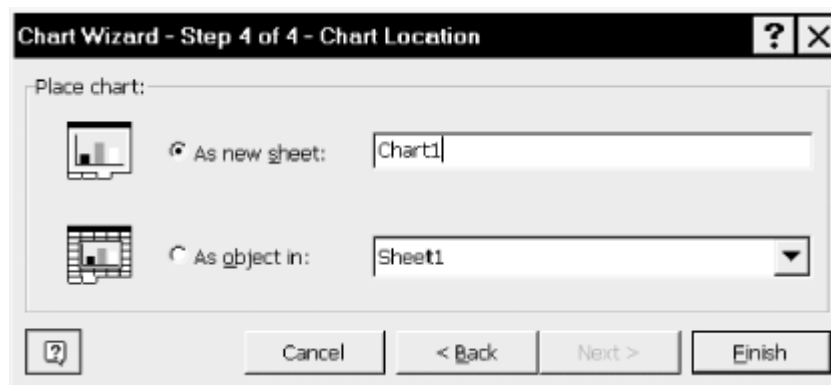 Chart Wizard - Step 4 of 4 - Chart Location
? X
Place chart:
As new sheet: Chart1
As object in: Sheet1
? Cancel < Back Next > Finish